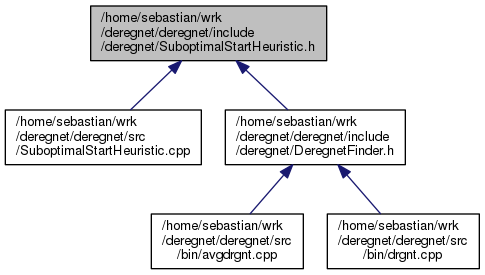 /home/sebastian/wrk
/deregnet/deregnet/include
/deregnet/SuboptimalStartHeuristic.h
/home/sebastian/wrk
/deregnet/deregnet/src
/SuboptimalStartHeuristic.cpp
/home/sebastian/wrk
/deregnet/deregnet/include
/deregnet/DeregnetFinder.h
/home/sebastian/wrk
/deregnet/deregnet/src
/bin/avgdrgnt.cpp
/home/sebastian/wrk
/deregnet/deregnet/src
/bin/drgnt.cpp